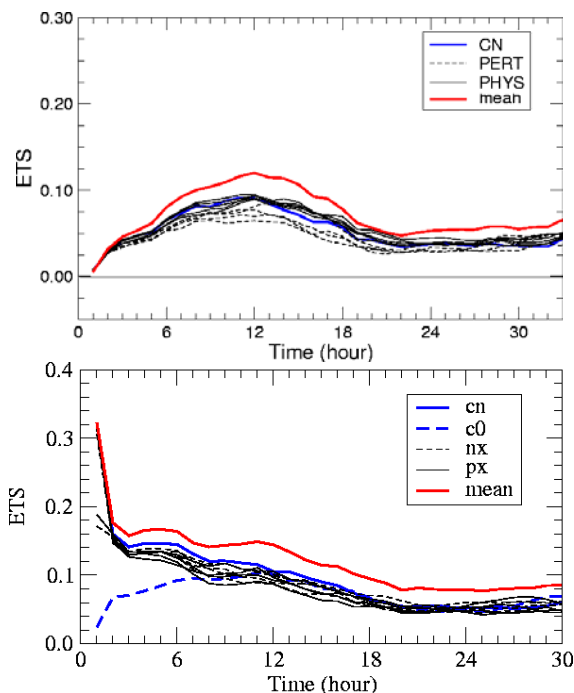 0.30
0.20
0.10
0.00
ETS
CN
PERT
PHYS
mean
0 6 12 18 24 30
Time (hour)
0.4
0.3
0.2
0.1
0.0
ETS
cn
c0
nx
px
mean
0 6 12 18 24 30
Time (hour)